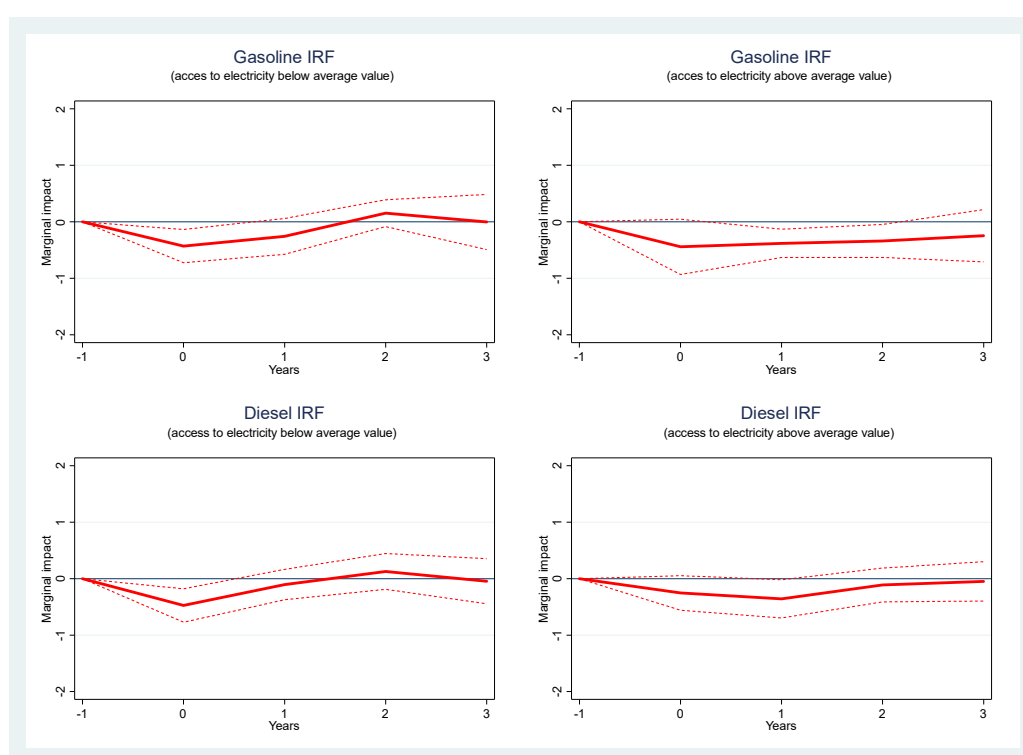 Gasoline IRF
(acces to electricity below average value)
Marginal impact
2
1
0
-1
-2
-1 0 1 2 3
Years
Gasoline IRF
(acces to electricity above average value)
Marginal impact
2
1
0
-1
-2
-1 0 1 2 3
Years
Diesel IRF
(access to electricity below average value)
Marginal impact
2
1
0
-1
-2
-1 0 1 2 3
Years
Diesel IRF
(access to electricity above average value)
Marginal impact
2
1
0
-1
-2
-1 0 1 2 3
Years